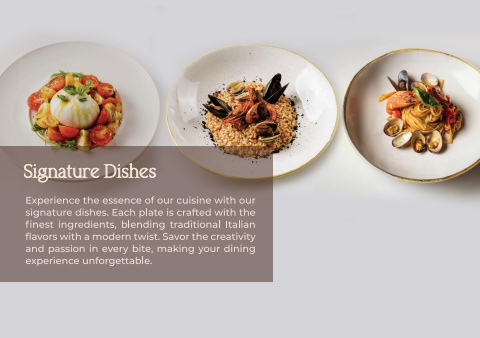 Signature Dishes
Experience the essence of our cuisine with our
signature dishes. Each plate is crafted with the
finest ingredients, blending traditional Italian
flavors with a modern twist. Savor the creativity
and passion in every bite, making your dining
experience unforgettable.